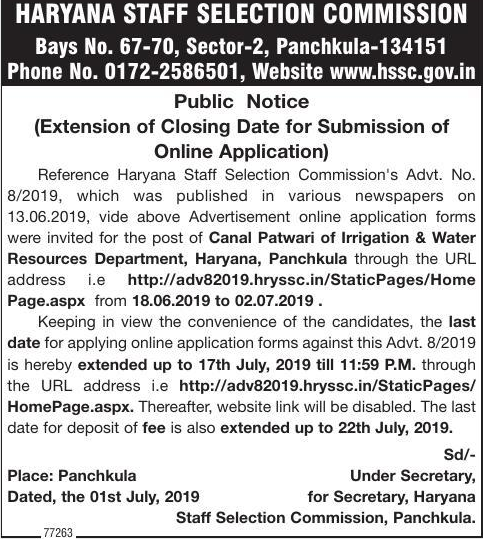 HARYANA STAFF SELECTION COMMISSION
Bays No. 67-70, Sector-2, Panchkula-134151
Phone No. 0172-2586501, Website www.hssc.gov.in
Public Notice
(Extension of Closing Date for Submission of
Online Application)
Reference Haryana Staff Selection Commission's Advt. No.
8/2019, which was published in various newspapers on
13.06.2019, vide above Advertisement online application forms
were invited for the post of Canal Patwari of Irrigation & Water
Resources Department, Haryana, Panchkula through the URL
address i.e http://adv82019.hryssc.in/StaticPages/Home
Page.aspx from 18.06.2019 to 02.07.2019 .
Keeping in view the convenience of the candidates, the last
date for applying online application forms against this Advt. 8/2019
is hereby extended up to 17th July, 2019 till 11:59 P.M. through
the URL address i.e http://adv82019.hryssc.in/StaticPages/
HomePage.aspx. Thereafter, website link will be disabled. The last
date for deposit of fee is also extended up to 22th July, 2019.
Sd/-
Place: Panchkula Under Secretary,
Dated, the 01st July, 2019 for Secretary, Haryana
Staff Selection Commission, Panchkula.
77263